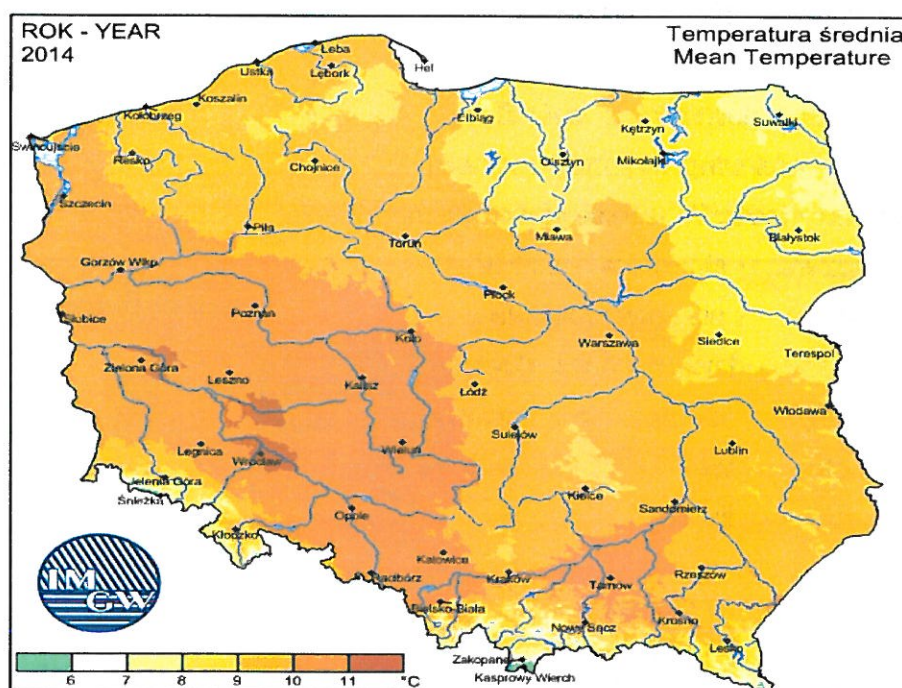 ROK - YEAR
2014
Temperatura średnia
Mean Temperature
Łeba
Ustka
Lębork
Hel
Koszalin
Kołobrzeg
Elbląg
Kętrzyn
Suwałki
Świnoujście
Resko
Chojnice
Olsztyn
Mikołajki
Szczecin
Piła
Toruń
Mława
Białystok
Gorzów Wlkp
Płock
Słubice
Poznań
Koło
Warszawa
Siedlce
Terespol
Zielona Góra
Leszno
Kalisz
Łódź
Włodawa
Sulejów
Legnica
Wrocław
Wieluń
Lublin
Jelenia Góra
Śnieżka
Kielce
Sandomierz
Opole
Kłodzko
Katowice
Racibórz
Kraków
Tarnów
Rzeszów
Bielsko-Biała
Nowy Sącz
Krosno
Lesko
Zakopane
Kasprowy Wierch
IM
GW
6 7 8 9 10 11 °C